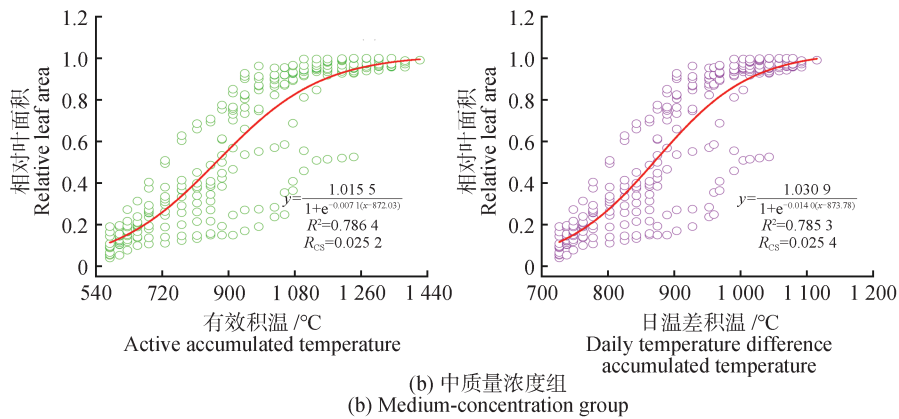 1.2
1.0
0.8
0.6
0.4
0.2
0
相对叶面积
Relative leaf area
y=1.015 5/1+e^{-0.007 1(x-872.03)}
R²=0.786 4
R_{CS}=0.025 2
540 720 900 1 080 1 260 1 440
有效积温 /℃
Active accumulated temperature
1.2
1.0
0.8
0.6
0.4
0.2
0
相对叶面积
Relative leaf area
y=1.030 9/1+e^{-0.014 0(x-873.78)}
R²=0.785 3
R_{CS}=0.025 4
700 800 900 1 000 1 100 1 200
日温差积温 /℃
Daily temperature difference
accumulated temperature
(b) 中质量浓度组
(b) Medium-concentration group